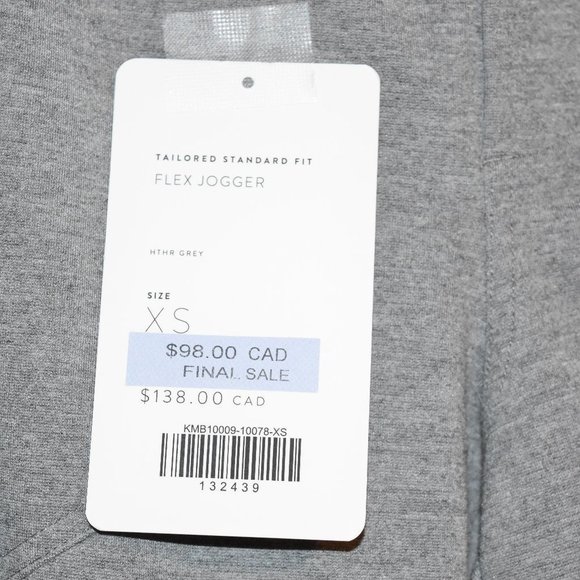 TAILORED STANDARD FIT
FLEX JOGGER
HTHR GREY
SIZE
XS
$98.00 CAD
FINAL SALE
$138.00 CAD
KMB10009-10078-XS
132439